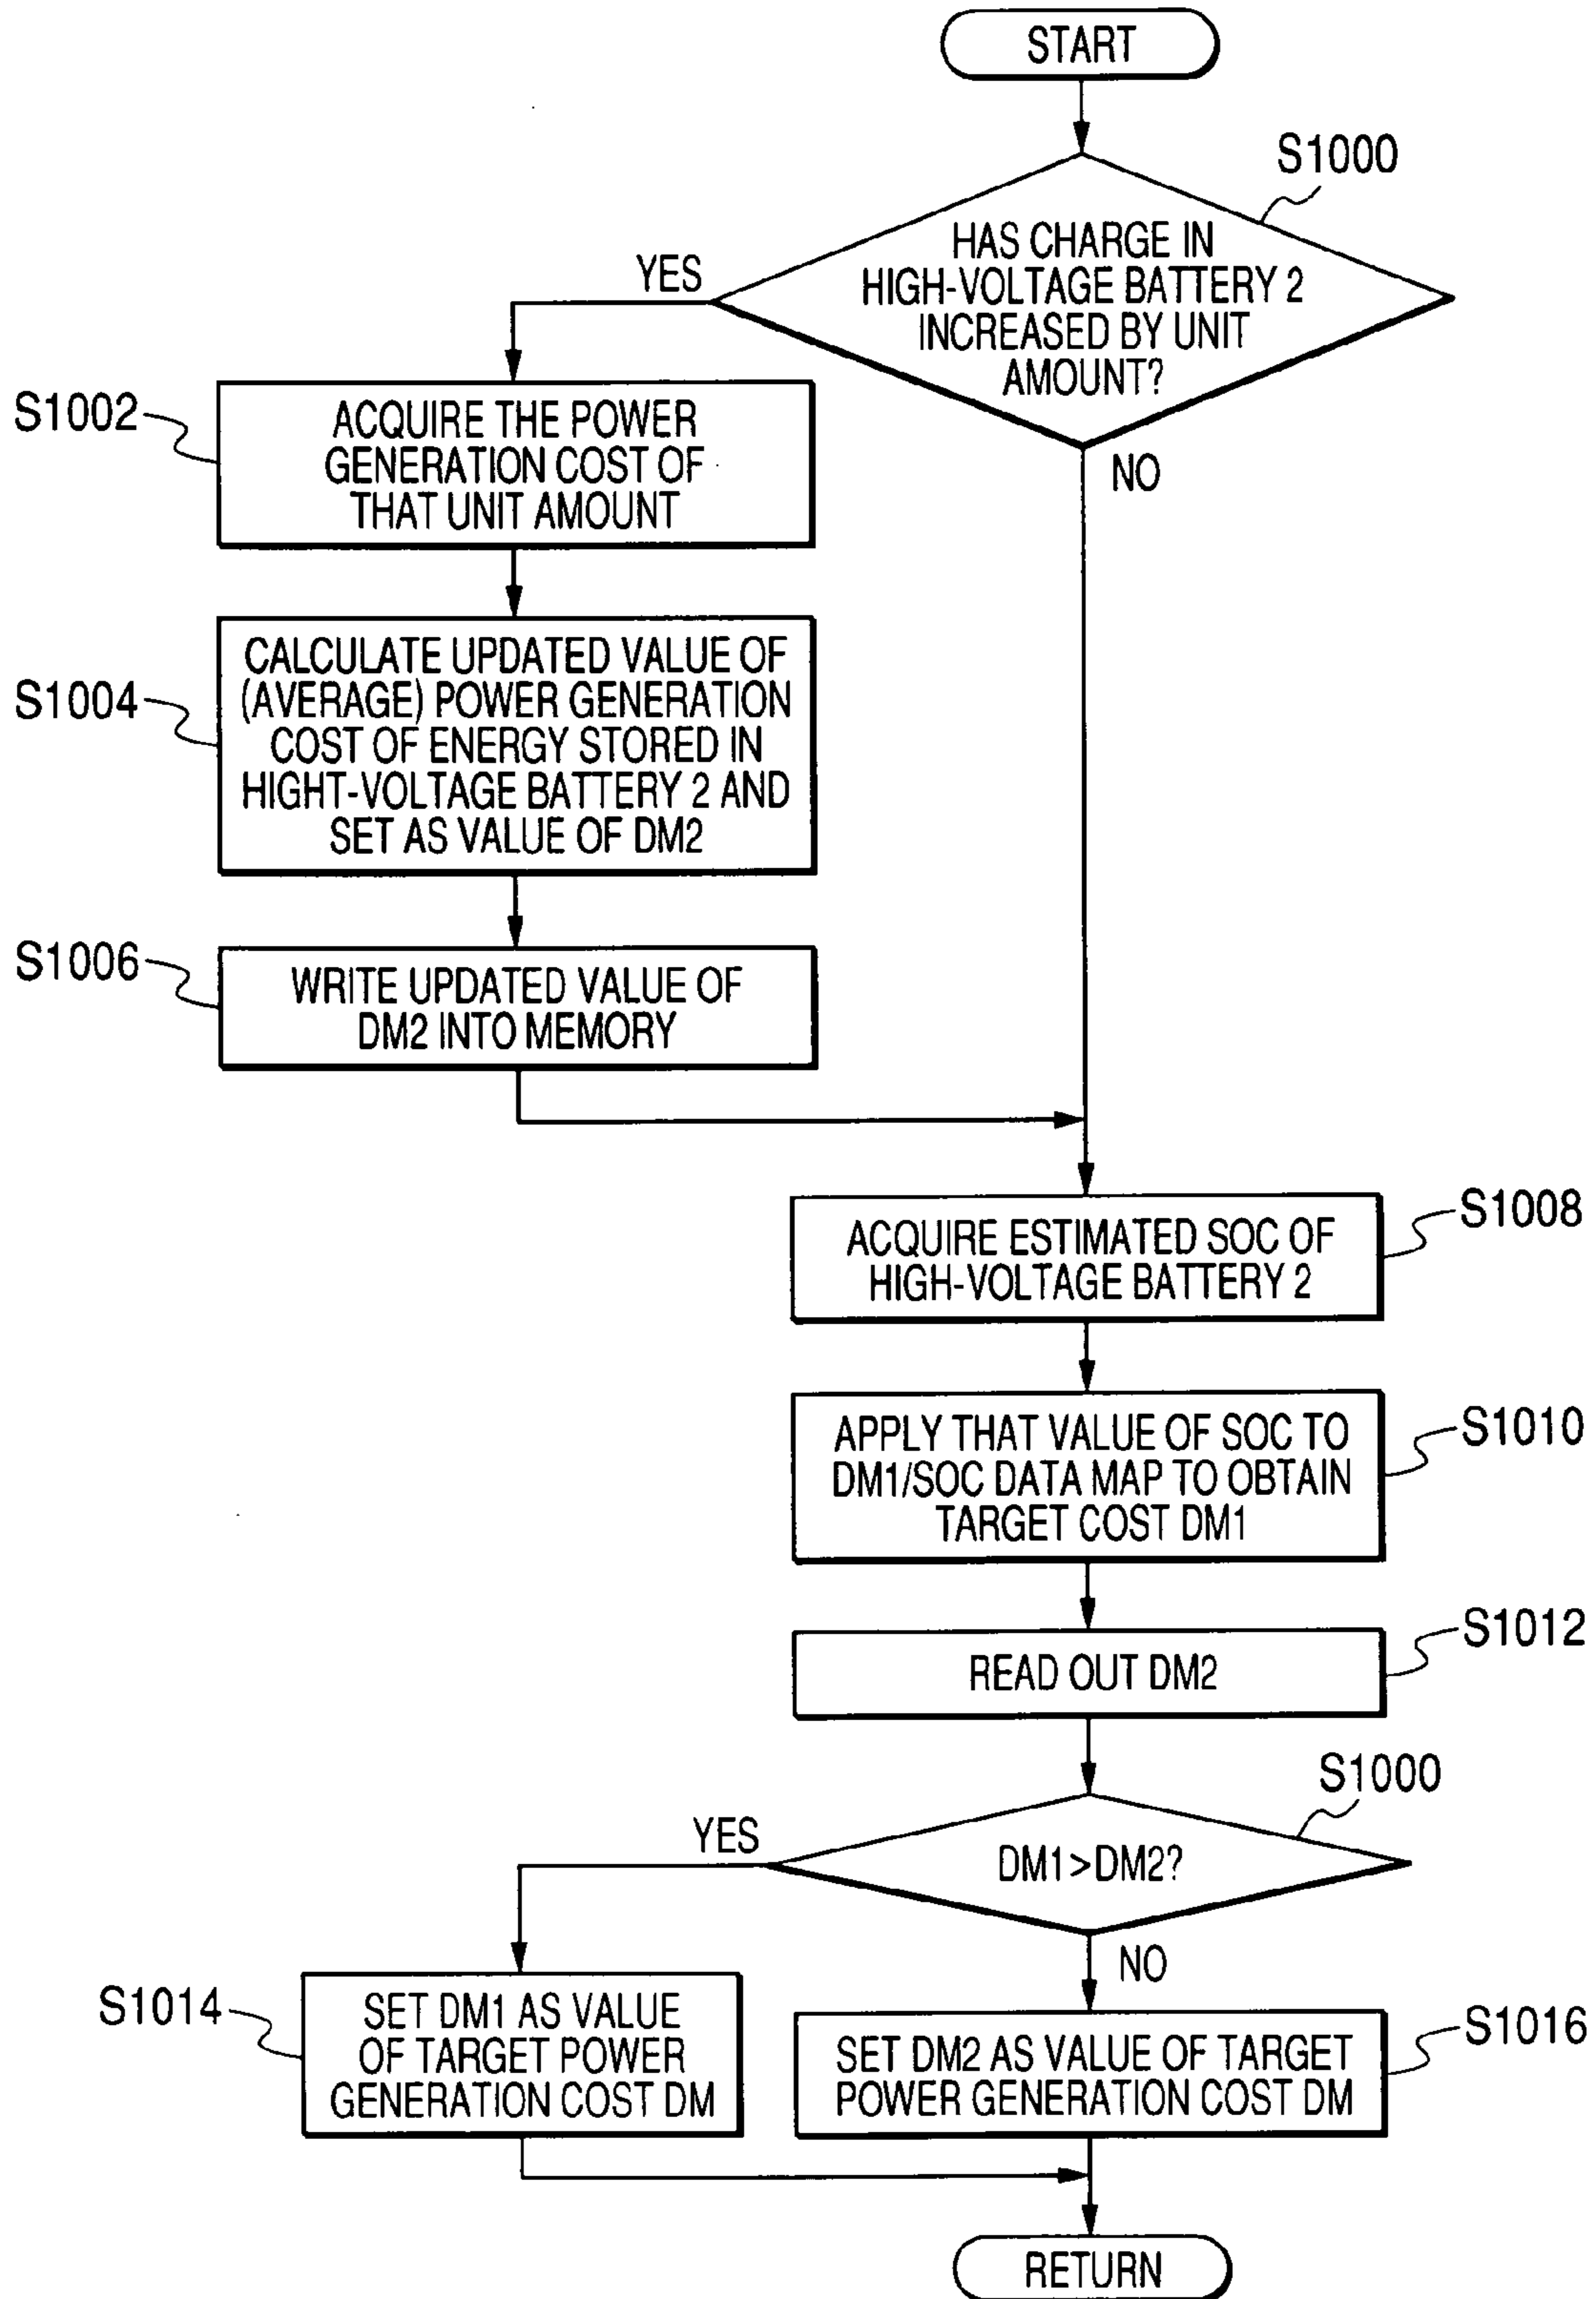 START
S1000
HAS CHARGE IN
HIGH-VOLTAGE BATTERY 2
INCREASED BY UNIT
AMOUNT?
YES
NO
S1002
ACQUIRE THE POWER
GENERATION COST OF
THAT UNIT AMOUNT
S1004
CALCULATE UPDATED VALUE OF
(AVERAGE) POWER GENERATION
COST OF ENERGY STORED IN
HIGHT-VOLTAGE BATTERY 2 AND
SET AS VALUE OF DM2
S1006
WRITE UPDATED VALUE OF
DM2 INTO MEMORY
S1008
ACQUIRE ESTIMATED SOC OF
HIGH-VOLTAGE BATTERY 2
S1010
APPLY THAT VALUE OF SOC TO
DM1/SOC DATA MAP TO OBTAIN
TARGET COST DM1
S1012
READ OUT DM2
S1000
DM1>DM2?
YES
NO
S1014
SET DM1 AS VALUE
OF TARGET POWER
GENERATION COST DM
S1016
SET DM2 AS VALUE OF TARGET
POWER GENERATION COST DM
RETURN